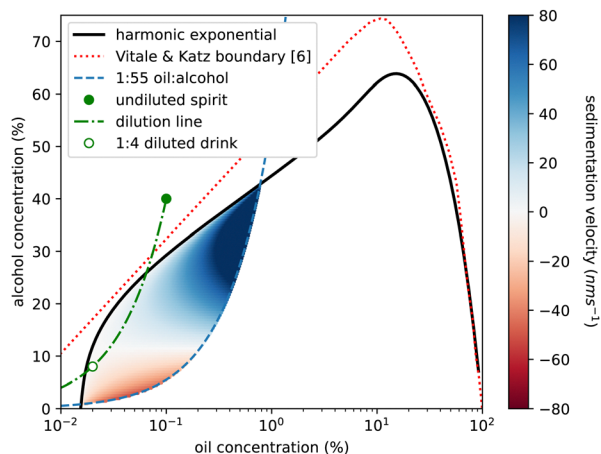 harmonic exponential
Vitale & Katz boundary [6]
1:55 oil:alcohol
undiluted spirit
dilution line
1:4 diluted drink
alcohol concentration (%)
70
60
50
40
30
20
10
0
10⁻²
10⁻¹
10⁰
10¹
10²
oil concentration (%)
80
60
40
20
0
−20
−40
−60
−80
sedimentation velocity (nms⁻¹)